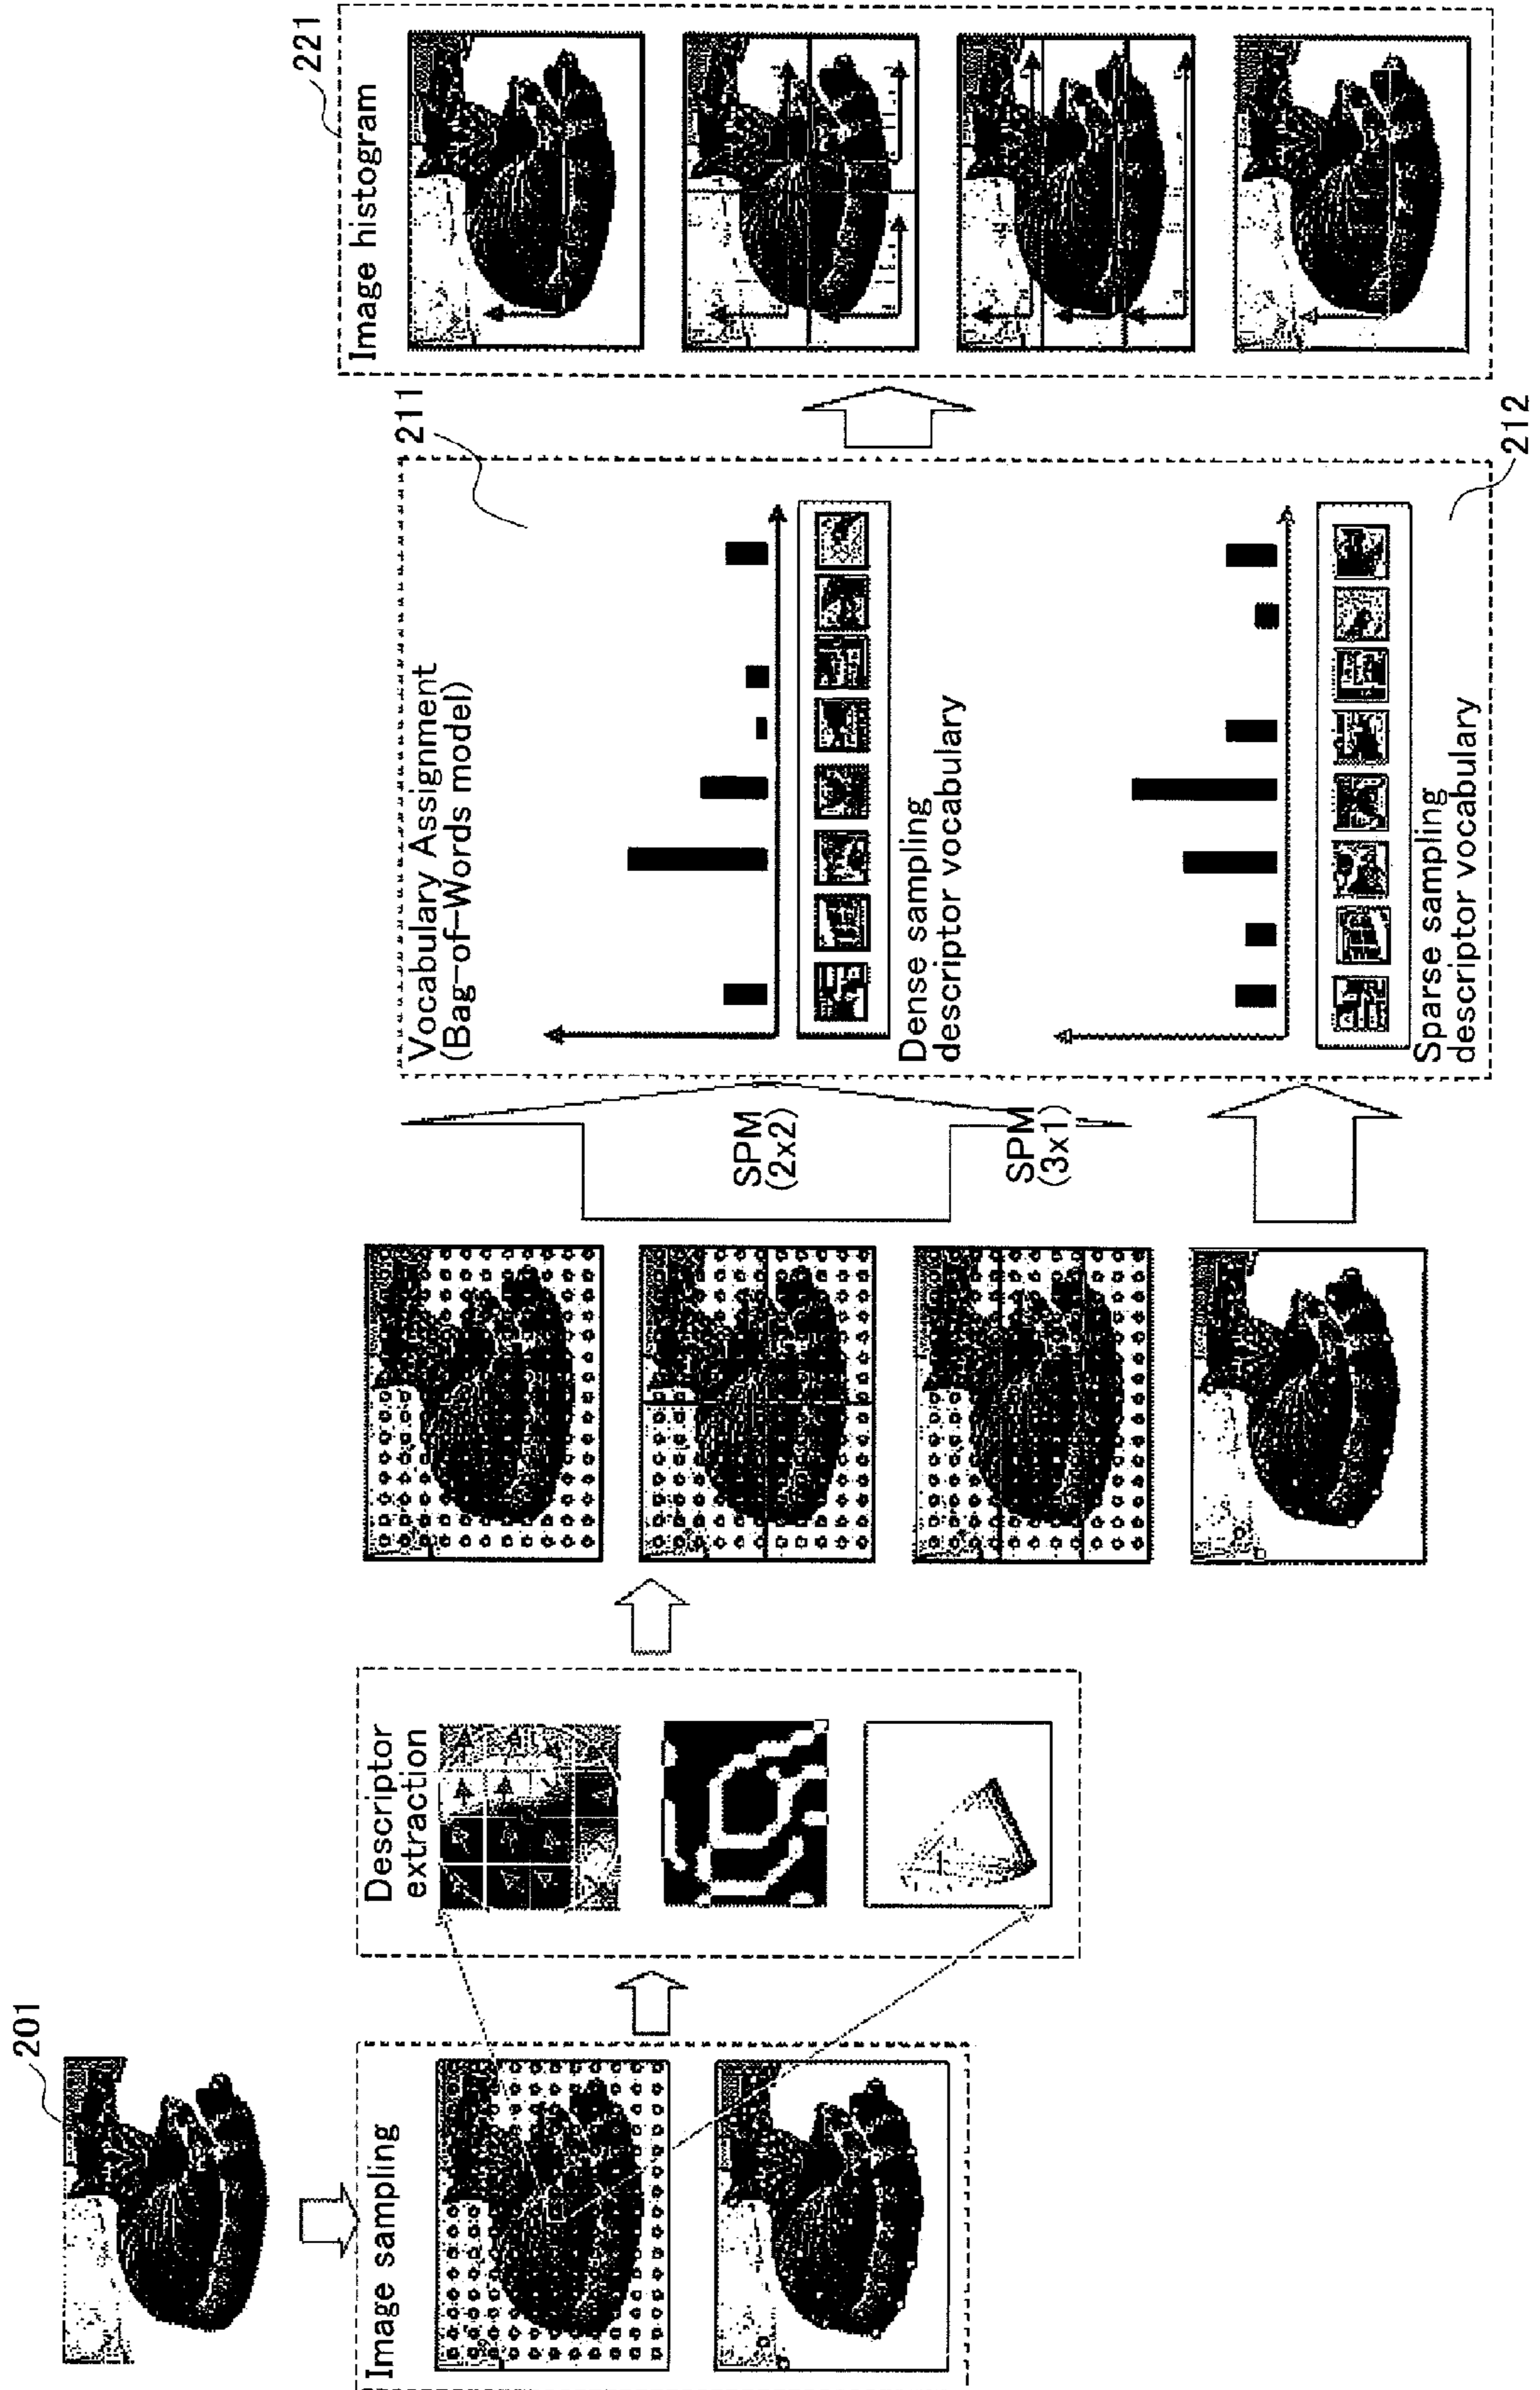 201
Image sampling
Descriptor
extraction
SPM
(2x2)
SPM
(3x1)
Vocabulary Assignment
(Bag-of-Words model)
211
Dense sampling
descriptor vocabulary
Sparse sampling
descriptor vocabulary
212
Image histogram
221